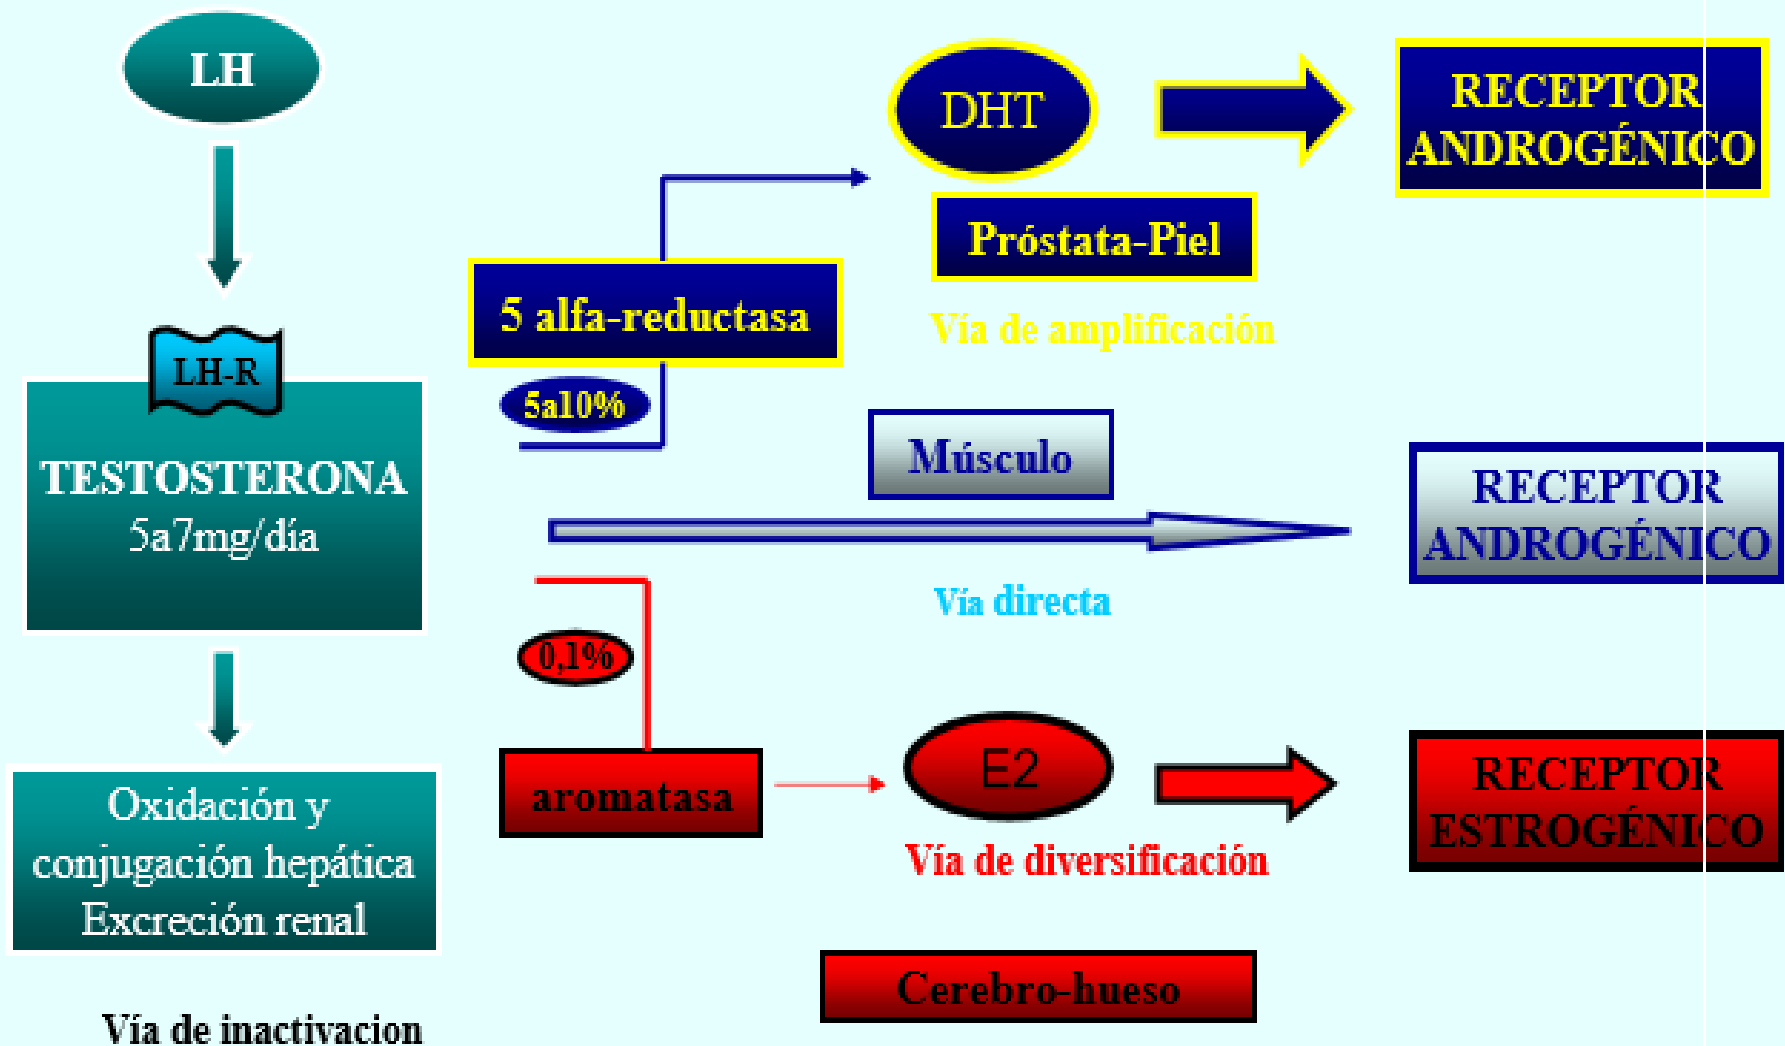 LH
LH-R
TESTOSTERONA
5a7mg/día
Oxidación y
conjugación hepática
Excreción renal
Vía de inactivacion
5 alfa-reductasa
5a10%
DHT
Próstata-Piel
Vía de amplificación
RECEPTOR
ANDROGÉNICO
Músculo
Vía directa
RECEPTOR
ANDROGÉNICO
0,1%
aromatasa
E2
Vía de diversificación
Cerebro-hueso
RECEPTOR
ESTROGÉNICO